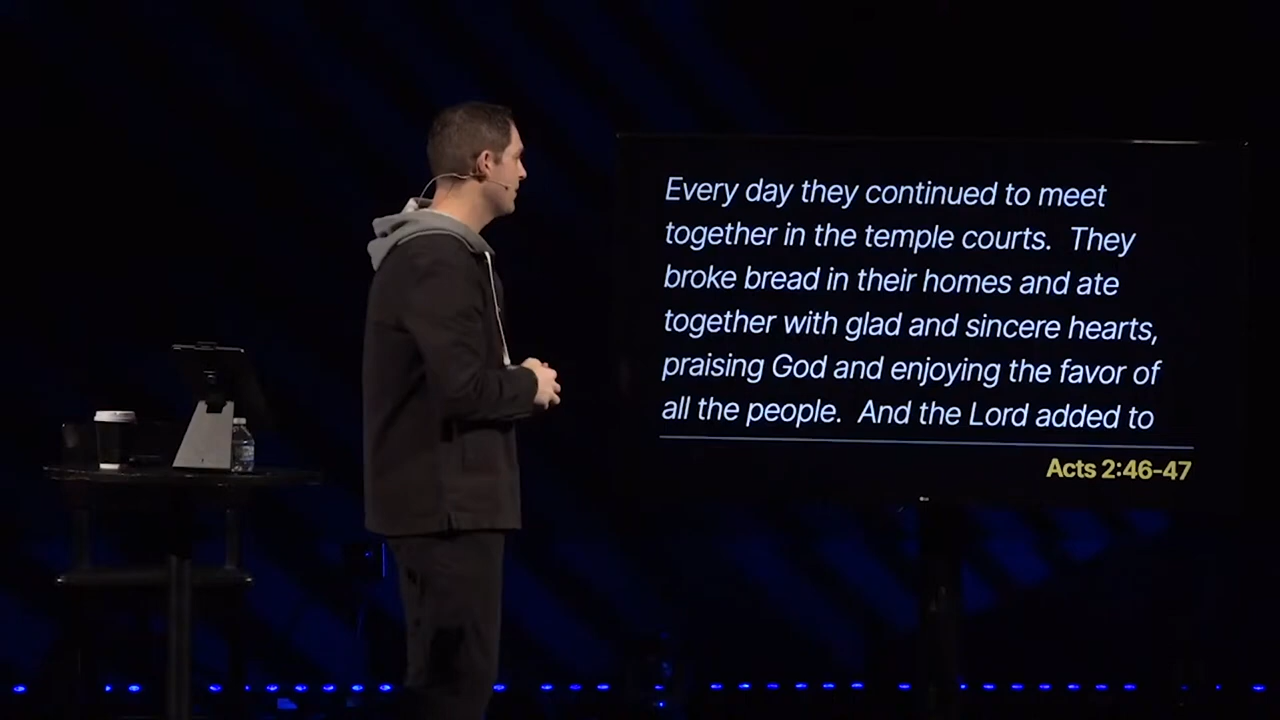 Every day they continued to meet
together in the temple courts.  They
broke bread in their homes and ate
together with glad and sincere hearts,
praising God and enjoying the favor of
all the people.  And the Lord added to
Acts 2:46-47